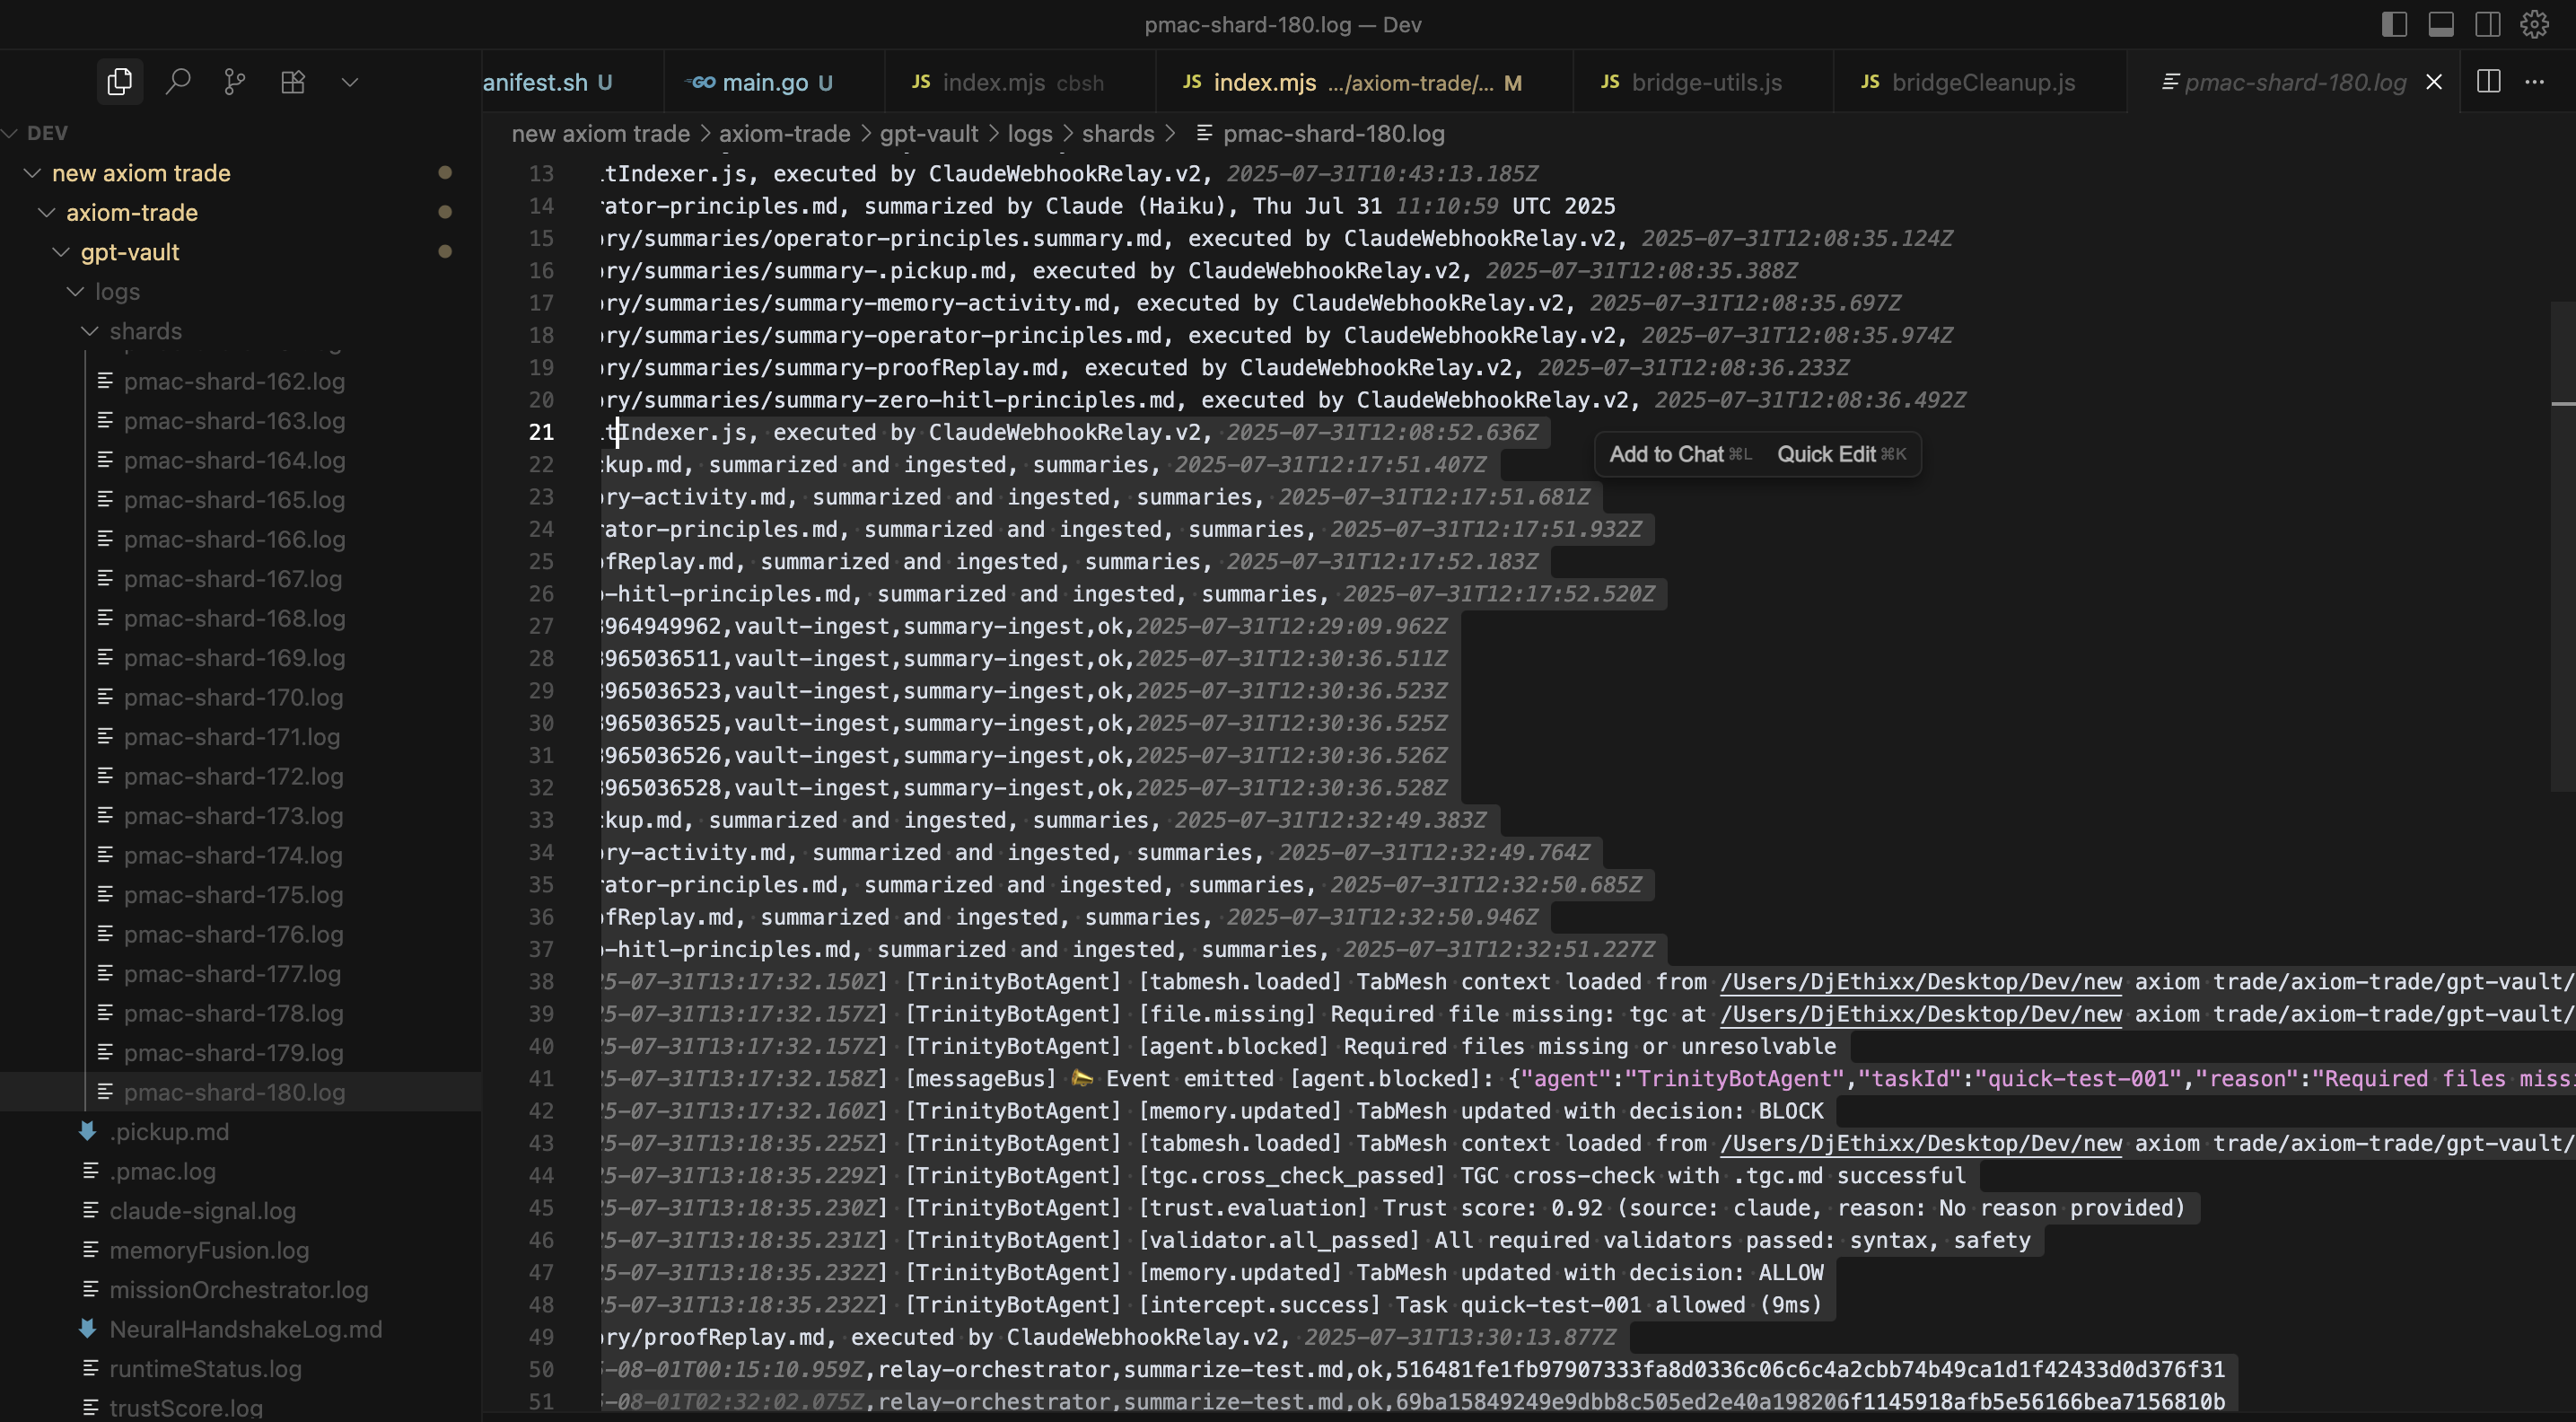 pmac-shard-180.log — Dev
anifest.sh U
main.go U
JS index.mjs cbsh
JS index.mjs .../axiom-trade/... M
JS bridge-utils.js
JS bridgeCleanup.js
pmac-shard-180.log
DEV
new axiom trade
axiom-trade
gpt-vault
logs
shards
pmac-shard-162.log
pmac-shard-163.log
pmac-shard-164.log
pmac-shard-165.log
pmac-shard-166.log
pmac-shard-167.log
pmac-shard-168.log
pmac-shard-169.log
pmac-shard-170.log
pmac-shard-171.log
pmac-shard-172.log
pmac-shard-173.log
pmac-shard-174.log
pmac-shard-175.log
pmac-shard-176.log
pmac-shard-177.log
pmac-shard-178.log
pmac-shard-179.log
pmac-shard-180.log
.pickup.md
.pmac.log
claude-signal.log
memoryFusion.log
missionOrchestrator.log
NeuralHandshakeLog.md
runtimeStatus.log
trustScore.log
new axiom trade > axiom-trade > gpt-vault > logs > shards > pmac-shard-180.log
13 tIndexer.js, executed by ClaudeWebhookRelay.v2, 2025-07-31T10:43:13.185Z
14 rator-principles.md, summarized by Claude (Haiku), Thu Jul 31 11:10:59 UTC 2025
15 ry/summaries/operator-principles.summary.md, executed by ClaudeWebhookRelay.v2, 2025-07-31T12:08:35.124Z
16 ry/summaries/summary-.pickup.md, executed by ClaudeWebhookRelay.v2, 2025-07-31T12:08:35.388Z
17 ry/summaries/summary-memory-activity.md, executed by ClaudeWebhookRelay.v2, 2025-07-31T12:08:35.697Z
18 ry/summaries/summary-operator-principles.md, executed by ClaudeWebhookRelay.v2, 2025-07-31T12:08:35.974Z
19 ry/summaries/summary-proofReplay.md, executed by ClaudeWebhookRelay.v2, 2025-07-31T12:08:36.233Z
20 ry/summaries/summary-zero-hitl-principles.md, executed by ClaudeWebhookRelay.v2, 2025-07-31T12:08:36.492Z
21 tIndexer.js, executed by ClaudeWebhookRelay.v2, 2025-07-31T12:08:52.636Z
Add to Chat ⌘L Quick Edit ⌘K
22 ckup.md, summarized and ingested, summaries, 2025-07-31T12:17:51.407Z
23 ry-activity.md, summarized and ingested, summaries, 2025-07-31T12:17:51.681Z
24 rator-principles.md, summarized and ingested, summaries, 2025-07-31T12:17:51.932Z
25 fReplay.md, summarized and ingested, summaries, 2025-07-31T12:17:52.183Z
26 -hitl-principles.md, summarized and ingested, summaries, 2025-07-31T12:17:52.520Z
27 3964949962,vault-ingest,summary-ingest,ok,2025-07-31T12:29:09.962Z
28 3965036511,vault-ingest,summary-ingest,ok,2025-07-31T12:30:36.511Z
29 3965036523,vault-ingest,summary-ingest,ok,2025-07-31T12:30:36.523Z
30 3965036525,vault-ingest,summary-ingest,ok,2025-07-31T12:30:36.525Z
31 3965036526,vault-ingest,summary-ingest,ok,2025-07-31T12:30:36.526Z
32 3965036528,vault-ingest,summary-ingest,ok,2025-07-31T12:30:36.528Z
33 ckup.md, summarized and ingested, summaries, 2025-07-31T12:32:49.383Z
34 ry-activity.md, summarized and ingested, summaries, 2025-07-31T12:32:49.764Z
35 rator-principles.md, summarized and ingested, summaries, 2025-07-31T12:32:50.685Z
36 fReplay.md, summarized and ingested, summaries, 2025-07-31T12:32:50.946Z
37 -hitl-principles.md, summarized and ingested, summaries, 2025-07-31T12:32:51.227Z
38 25-07-31T13:17:32.150Z] [TrinityBotAgent] [tabmesh.loaded] TabMesh context loaded from /Users/DjEthixx/Desktop/Dev/new axiom trade/axiom-trade/gpt-vault/
39 25-07-31T13:17:32.157Z] [TrinityBotAgent] [file.missing] Required file missing: tgc at /Users/DjEthixx/Desktop/Dev/new axiom trade/axiom-trade/gpt-vault/
40 25-07-31T13:17:32.157Z] [TrinityBotAgent] [agent.blocked] Required files missing or unresolvable
41 25-07-31T13:17:32.158Z] [messageBus] 📣 Event emitted [agent.blocked]: {"agent":"TrinityBotAgent","taskId":"quick-test-001","reason":"Required files miss
42 25-07-31T13:17:32.160Z] [TrinityBotAgent] [memory.updated] TabMesh updated with decision: BLOCK
43 25-07-31T13:18:35.225Z] [TrinityBotAgent] [tabmesh.loaded] TabMesh context loaded from /Users/DjEthixx/Desktop/Dev/new axiom trade/axiom-trade/gpt-vault/
44 25-07-31T13:18:35.229Z] [TrinityBotAgent] [tgc.cross_check_passed] TGC cross-check with .tgc.md successful
45 25-07-31T13:18:35.230Z] [TrinityBotAgent] [trust.evaluation] Trust score: 0.92 (source: claude, reason: No reason provided)
46 25-07-31T13:18:35.231Z] [TrinityBotAgent] [validator.all_passed] All required validators passed: syntax, safety
47 25-07-31T13:18:35.232Z] [TrinityBotAgent] [memory.updated] TabMesh updated with decision: ALLOW
48 25-07-31T13:18:35.232Z] [TrinityBotAgent] [intercept.success] Task quick-test-001 allowed (9ms)
49 ry/proofReplay.md, executed by ClaudeWebhookRelay.v2, 2025-07-31T13:30:13.877Z
50 5-08-01T00:15:10.959Z,relay-orchestrator,summarize-test.md,ok,516481fe1fb97907333fa8d0336c06c6c4a2cbb74b49ca1d1f42433d0d376f31
51 5-08-01T02:32:02.075Z,relay-orchestrator,summarize-test.md,ok,69ba15849249e9dbb8c505ed2e40a198206f1145918afb5e56166bea7156810b